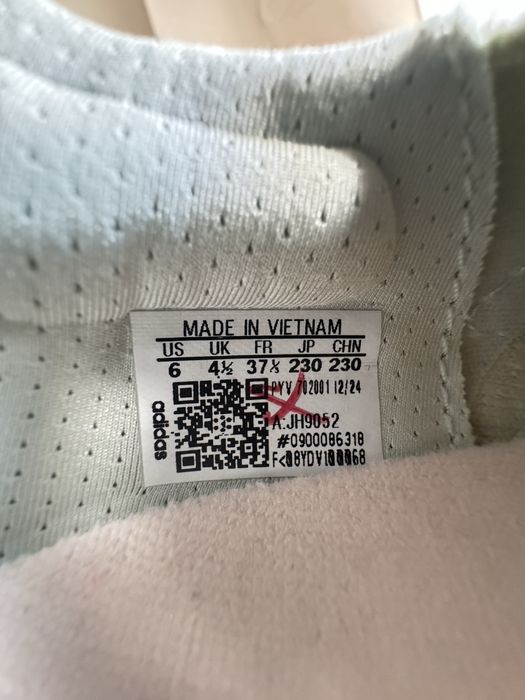 MADE IN VIETNAM
US UK FR JP CHN
6 4½ 37⅓ 230 230
PYV 702001 12/24
A:JH9052
#0900086318
adidas